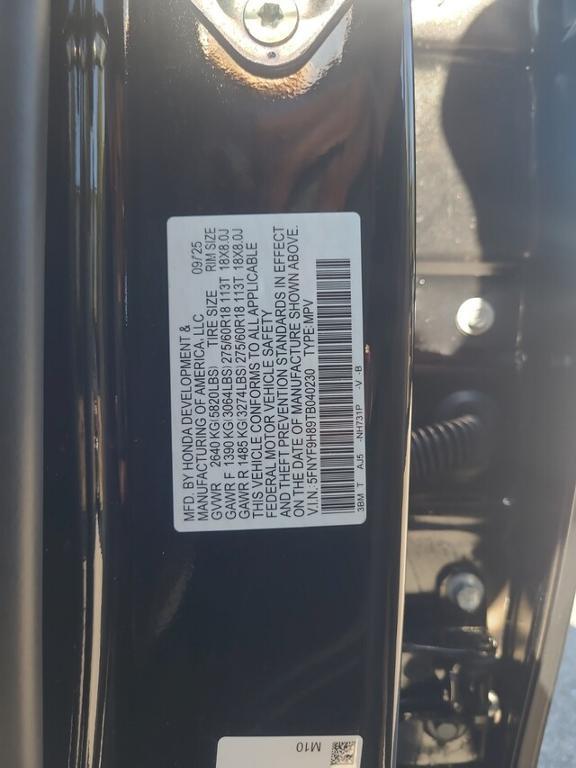 MFD. BY HONDA DEVELOPMENT &
MANUFACTURING OF AMERICA, LLC 09/25
GVWR 2640 KG(5820LBS) TIRE SIZE RIM SIZE
GAWR F 1390 KG(3064LBS)275/60R18 113T 18X8.0J
GAWR R 1485 KG(3274LBS)275/60R18 113T 18X8.0J
THIS VEHICLE CONFORMS TO ALL APPLICABLE
FEDERAL MOTOR VEHICLE SAFETY
AND THEFT PREVENTION STANDARDS IN EFFECT
ON THE DATE OF MANUFACTURE SHOWN ABOVE.
V.I.N.: 5FNYF9H89TB040230 TYPE:MPV
3BM T AJ5 -NH731P -V -B
M10